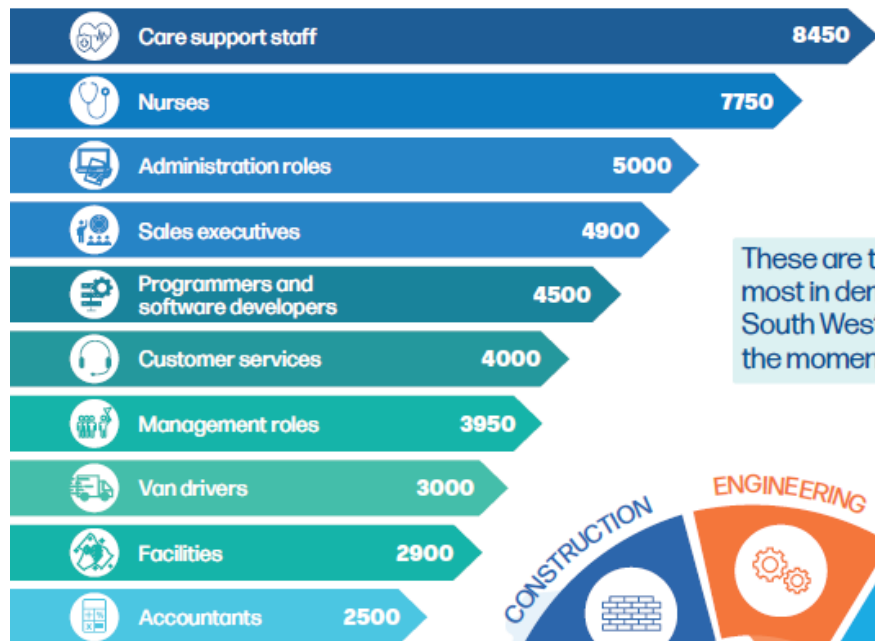 Care support staff 8450
Nurses 7750
Administration roles 5000
Sales executives 4900
These are
most in
South West
Programmers and
software developers 4500
the
Customer services 4000
Management roles 3950
Van drivers 3000
Facilities 2900
Accountants 2500
CONSTRUCTION
ENGINEERING